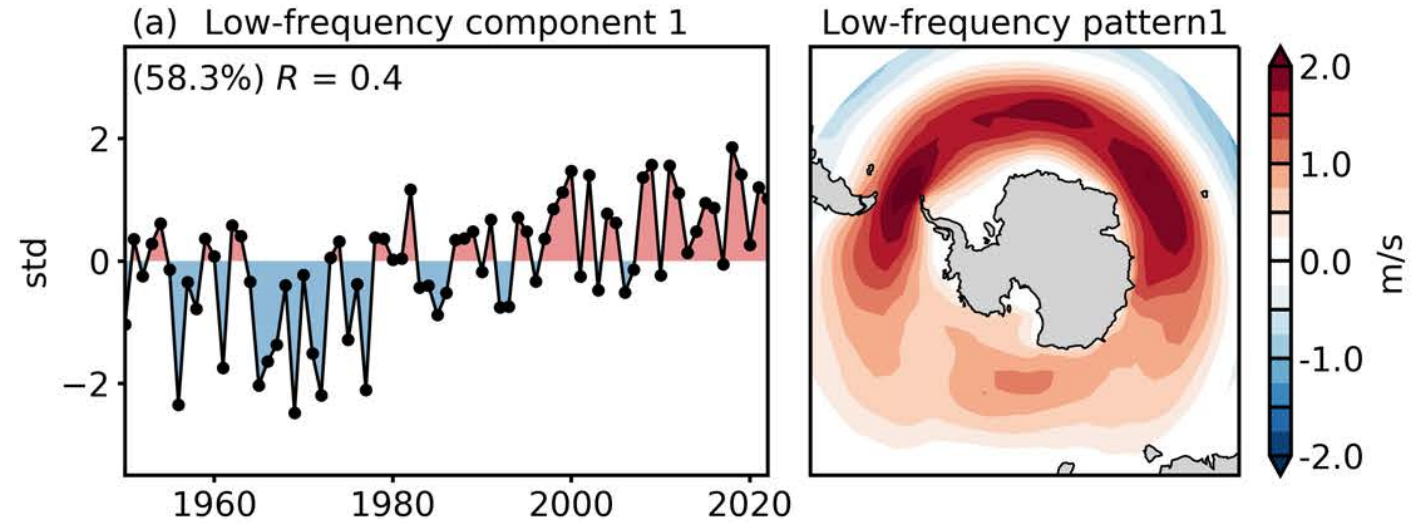 (a) Low-frequency component 1
Low-frequency pattern1
(58.3%) R = 0.4
std
2
0
−2
1960 1980 2000 2020
2.0
1.0
0.0
-1.0
-2.0
m/s